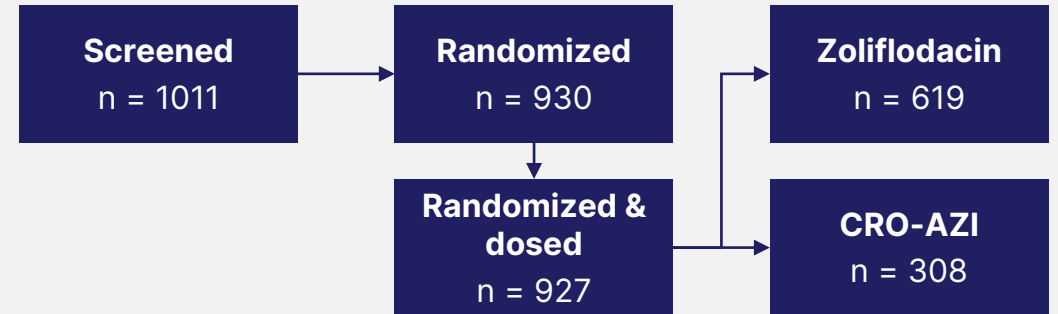 Screened
n = 1011
Randomized
n = 930
Randomized &
dosed
n = 927
Zoliflodacin
n = 619
CRO-AZI
n = 308